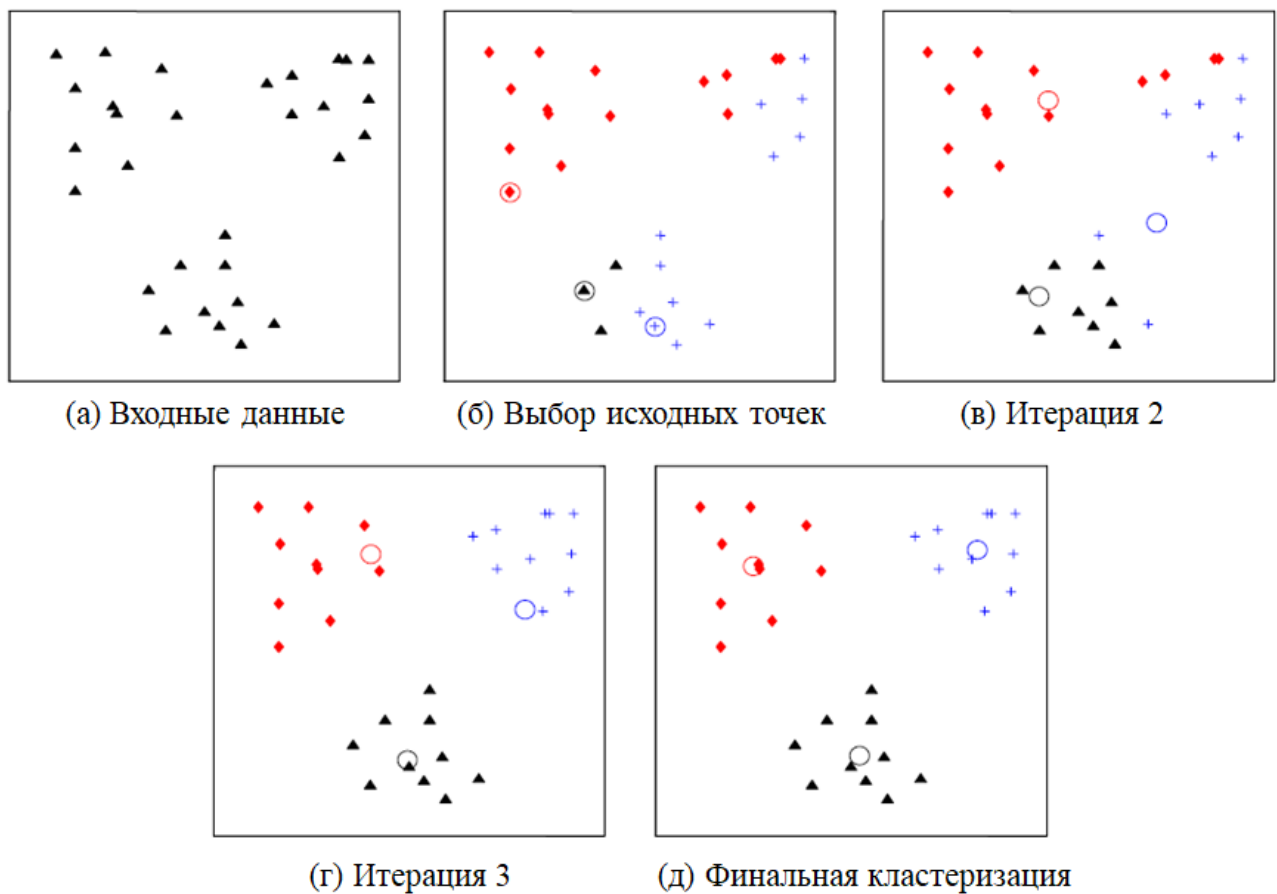 (а) Входные данные
(б) Выбор исходных точек
(в) Итерация 2
(г) Итерация 3
(д) Финальная кластеризация